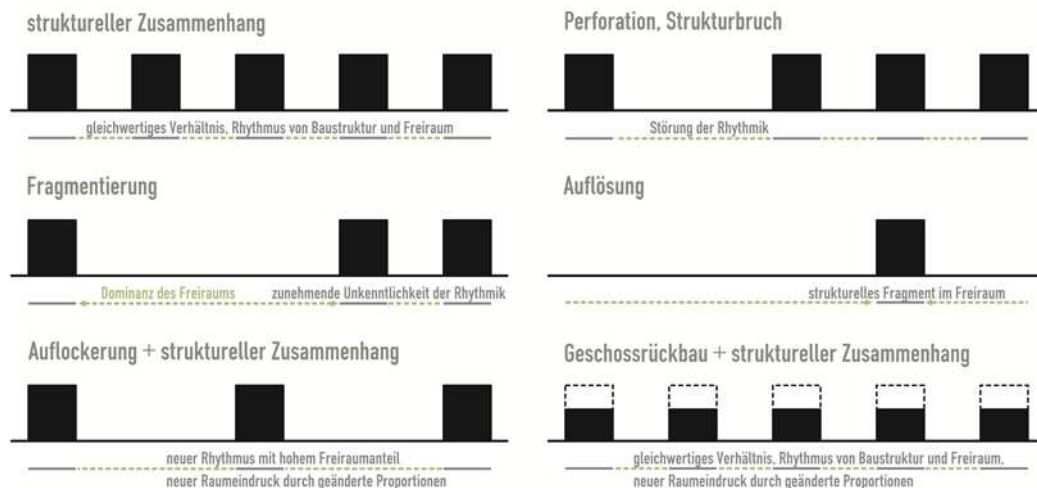 struktureller Zusammenhang
gleichwertiges Verhältnis, Rhythmus von Baustruktur und Freiraum
Perforation, Strukturbruch
Störung der Rhythmik
Fragmentierung
Dominanz des Freiraums
zunehmende Unkenntlichkeit der Rhythmik
Auflösung
strukturelles Fragment im Freiraum
Auflockerung + struktureller Zusammenhang
neuer Rhythmus mit hohem Freiraumanteil
neuer Raumeindruck durch geänderte Proportionen
Geschossrückbau + struktureller Zusammenhang
gleichwertiges Verhältnis, Rhythmus von Baustruktur und Freiraum,
neuer Raumeindruck durch geänderte Proportionen